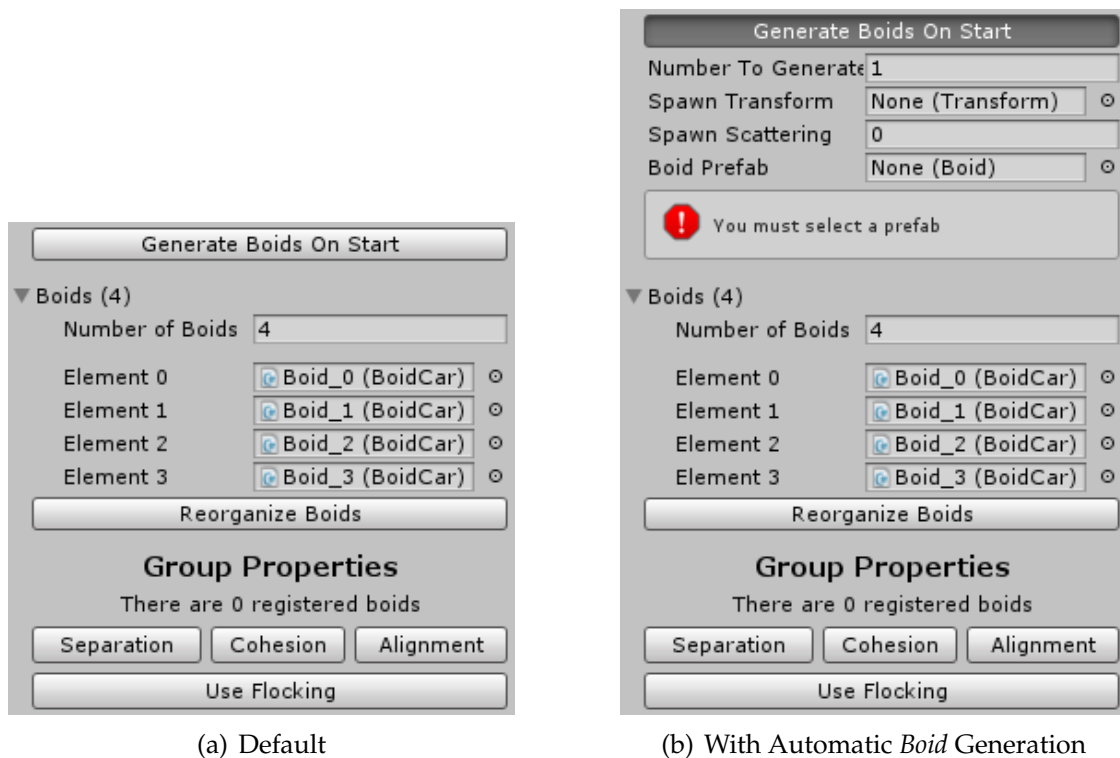 Generate Boids On Start
Boids (4)
Number of Boids 4
Element 0 Boid_0 (BoidCar)
Element 1 Boid_1 (BoidCar)
Element 2 Boid_2 (BoidCar)
Element 3 Boid_3 (BoidCar)
Reorganize Boids
Group Properties
There are 0 registered boids
Separation Cohesion Alignment
Use Flocking
(a) Default
Generate Boids On Start
Number To Generate 1
Spawn Transform None (Transform)
Spawn Scattering 0
Boid Prefab None (Boid)
You must select a prefab
Boids (4)
Number of Boids 4
Element 0 Boid_0 (BoidCar)
Element 1 Boid_1 (BoidCar)
Element 2 Boid_2 (BoidCar)
Element 3 Boid_3 (BoidCar)
Reorganize Boids
Group Properties
There are 0 registered boids
Separation Cohesion Alignment
Use Flocking
(b) With Automatic Boid Generation